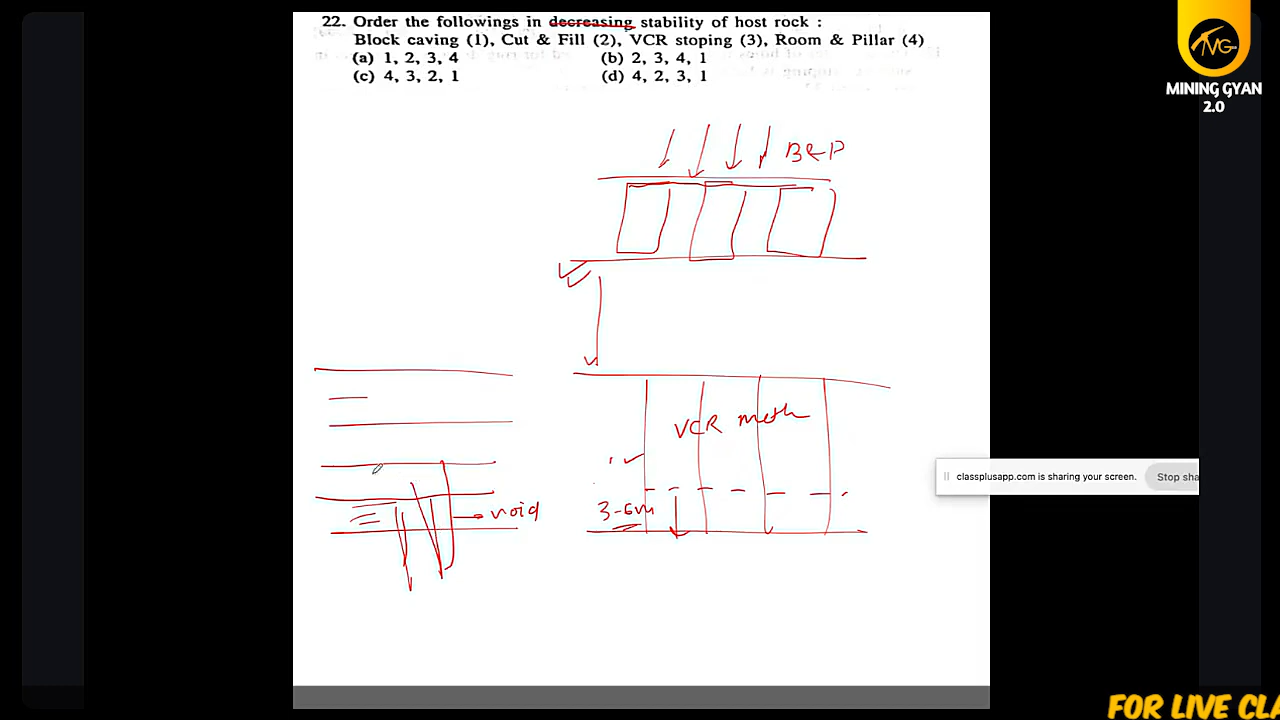 22. Order the followings in decreasing stability of host rock :
Block caving (1), Cut & Fill (2), VCR stoping (3), Room & Pillar (4)
(a) 1, 2, 3, 4 (b) 2, 3, 4, 1
(c) 4, 3, 2, 1 (d) 4, 2, 3, 1
TVG
MINING GYAN
2.0
VCR meth
classplusapp.com is sharing your screen. Stop sha
3-6m
void
FOR LIVE CLA